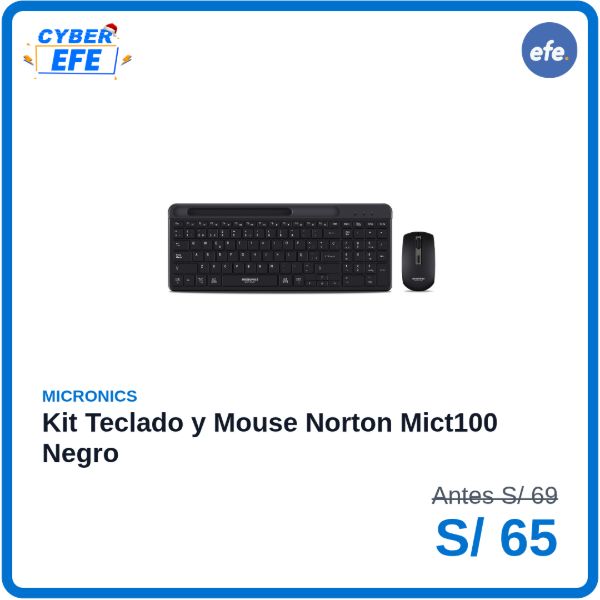 CYBER
EFE
efe.
MICRONICS
Kit Teclado y Mouse Norton Mict100
Negro
Antes S/ 69
S/ 65